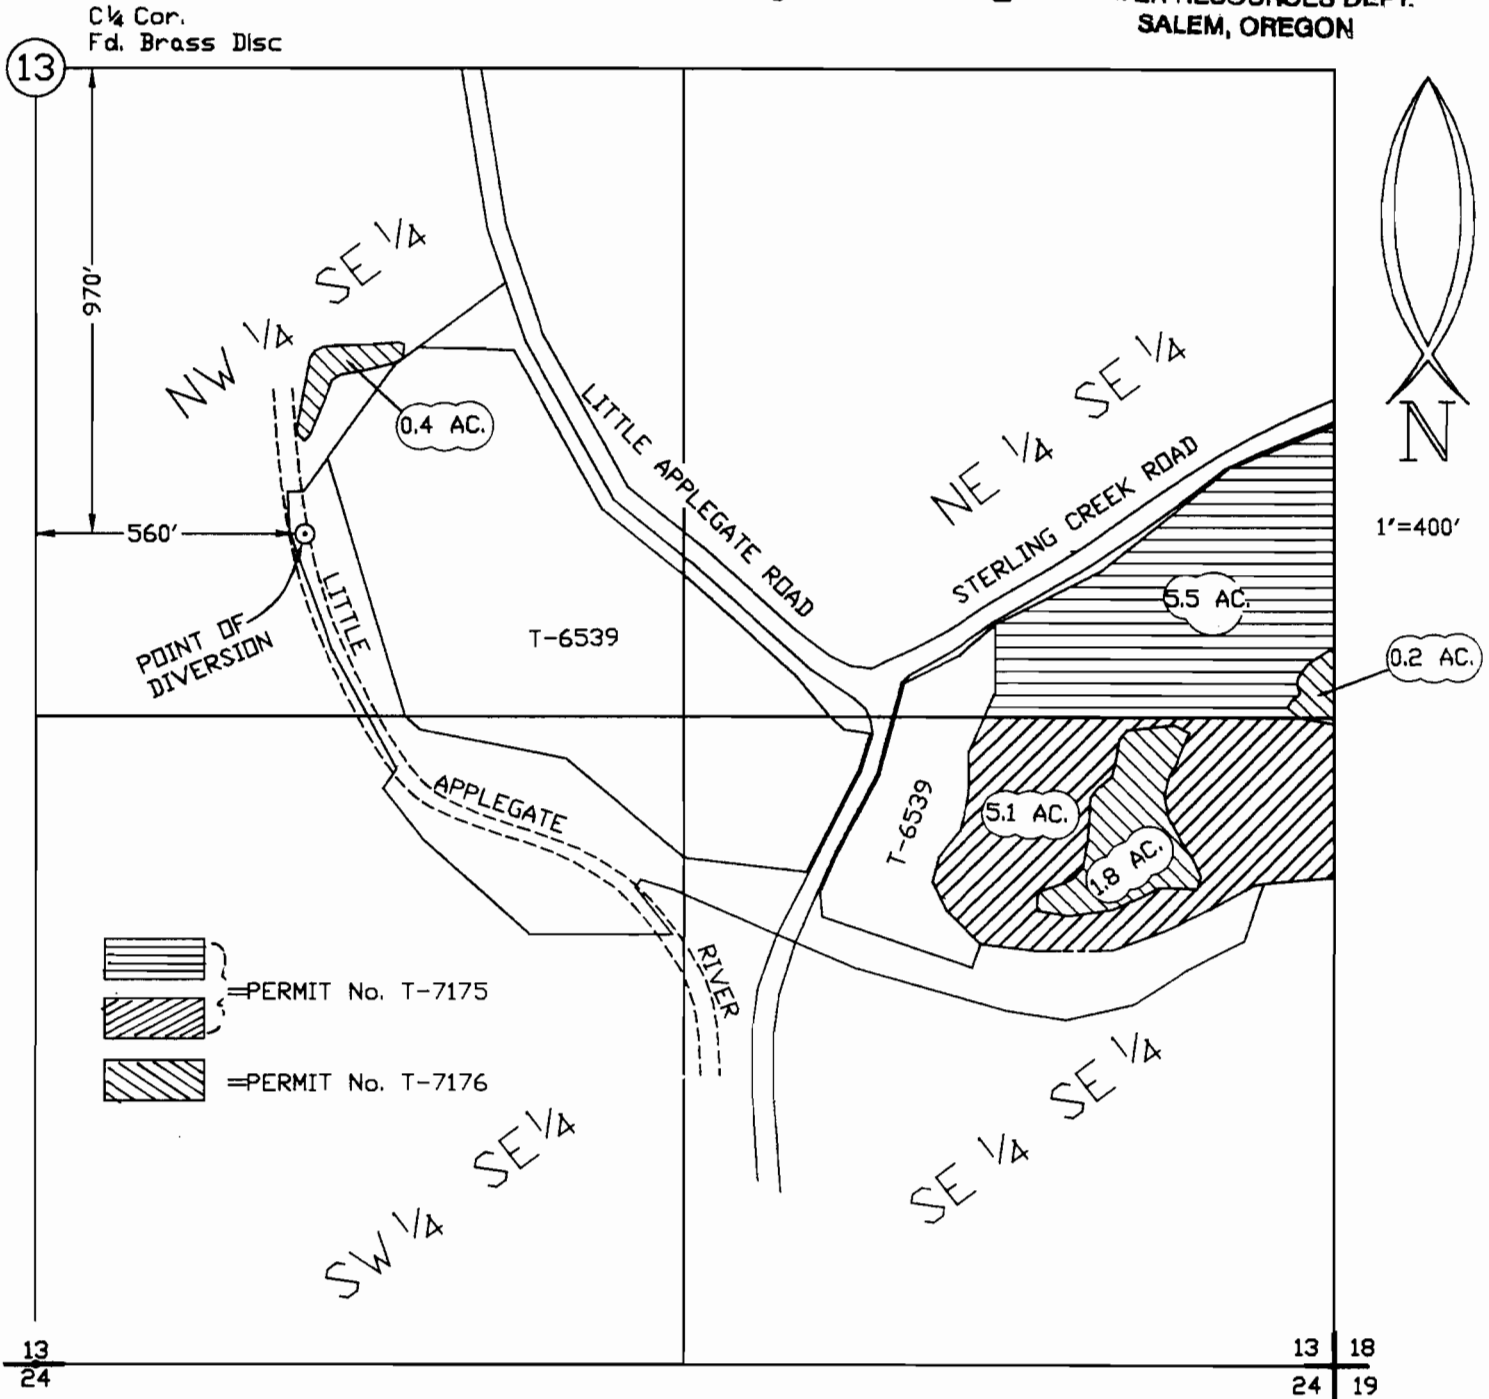 RESOURCES DEPT.
SALEM, OREGON
C¼ Cor.
Fd. Brass Disc
13
970'
NW 1/4 SE 1/4
0.4 AC.
LITTLE APPLEGATE ROAD
NE 1/4 SE 1/4
STERLING CREEK ROAD
N
1"=400'
560'
POINT OF
DIVERSION
LITTLE
T-6539
5.5 AC.
0.2 AC.
APPLEGATE
T-6539
5.1 AC.
1.8 AC.
RIVER
=PERMIT No. T-7175
=PERMIT No. T-7176
SW 1/4 SE 1/4
SE 1/4 SE 1/4
13
24
13 18
24 19